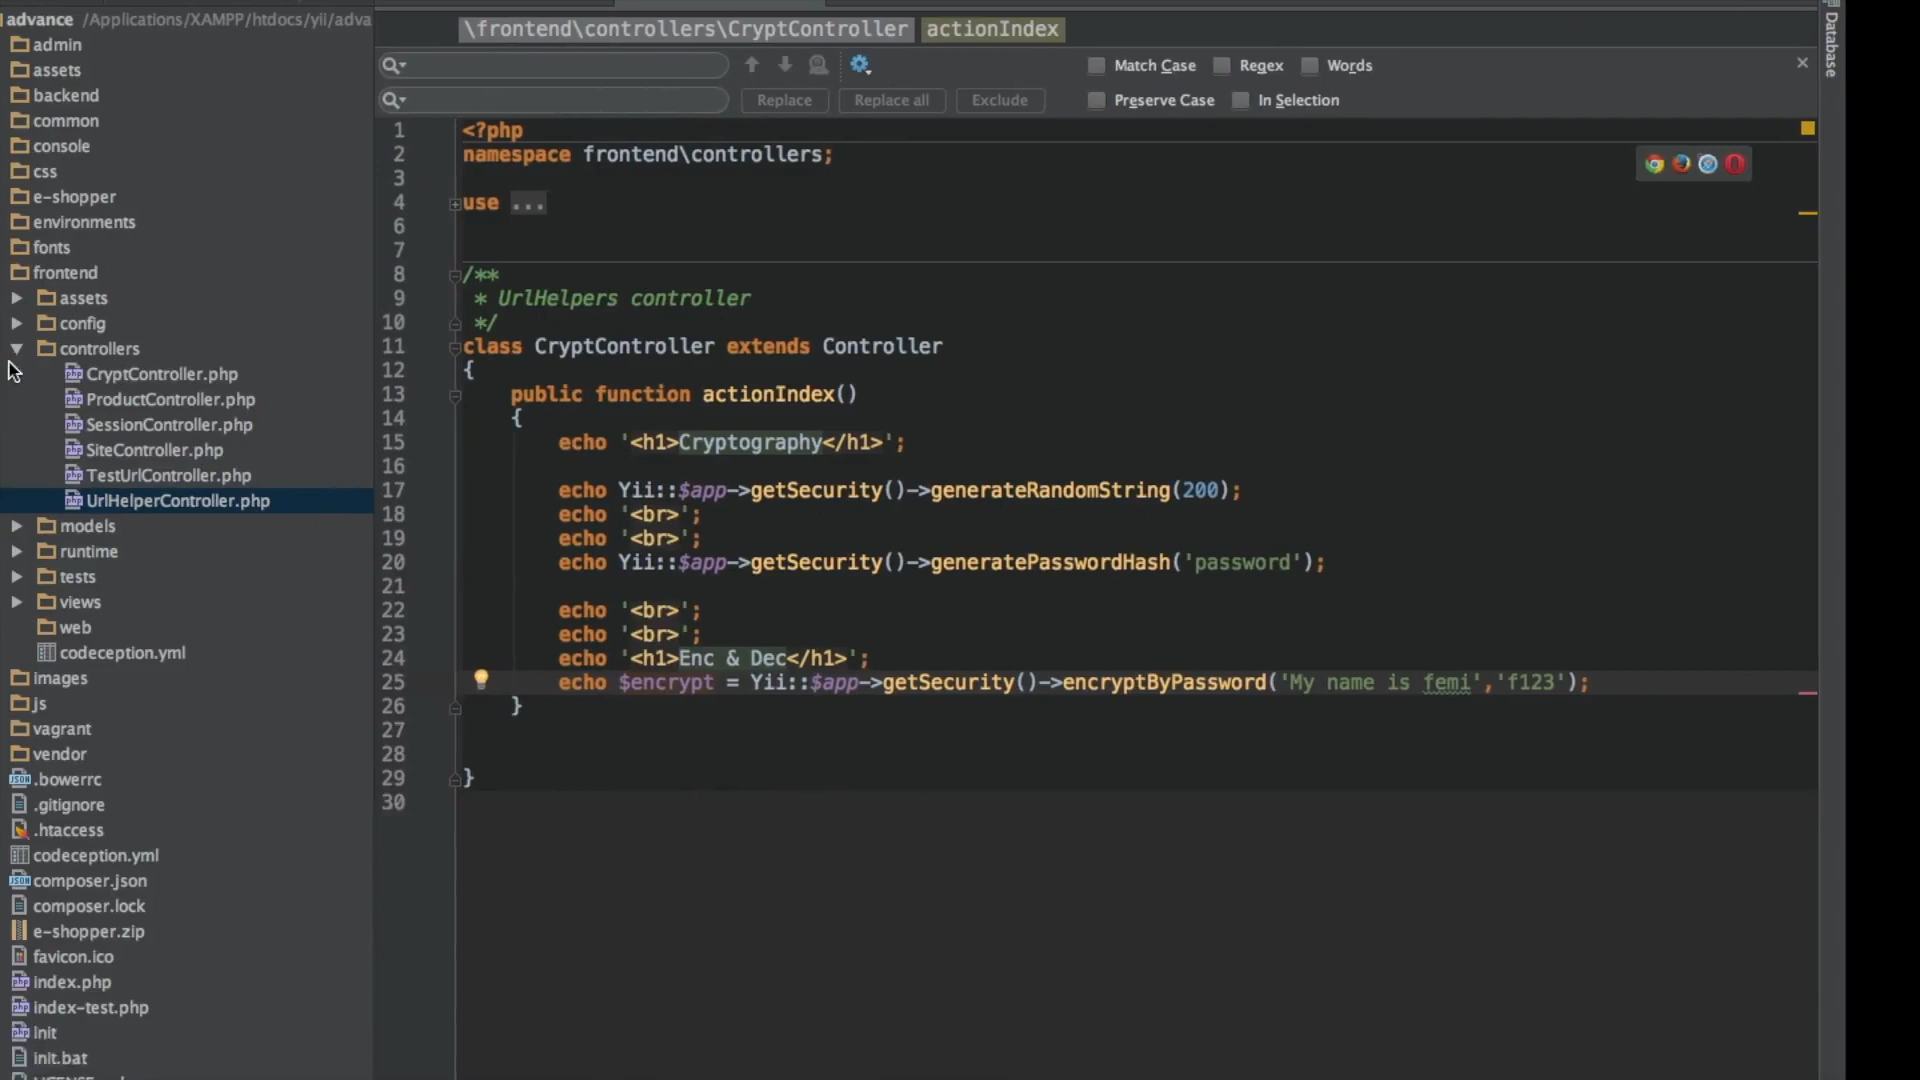 advance /Applications/XAMPP/htdocs/yii/adva
admin
assets
backend
common
console
css
e-shopper
environments
fonts
frontend
assets
config
controllers
CryptController.php
ProductController.php
SessionController.php
SiteController.php
TestUrlController.php
UrlHelperController.php
models
runtime
tests
views
web
codeception.yml
images
js
vagrant
vendor
.bowerrc
.gitignore
.htaccess
codeception.yml
composer.json
composer.lock
e-shopper.zip
favicon.ico
index.php
index-test.php
init
init.bat
\frontend\controllers\CryptController actionIndex
Match Case Regex Words
Replace Replace all Exclude Preserve Case In Selection
1 <?php
2 namespace frontend\controllers;
3
4 use ...
6
7
8 /**
9 * UrlHelpers controller
10 */
11 class CryptController extends Controller
12 {
13 public function actionIndex()
14 {
15 echo '<h1>Cryptography</h1>';
16
17 echo Yii::$app->getSecurity()->generateRandomString(200);
18 echo '<br>';
19 echo '<br>';
20 echo Yii::$app->getSecurity()->generatePasswordHash('password');
21
22 echo '<br>';
23 echo '<br>';
24 echo '<h1>Enc & Dec</h1>';
25 echo $encrypt = Yii::$app->getSecurity()->encryptByPassword('My name is femi','f123');
26 }
27
28
29 }
30
Database